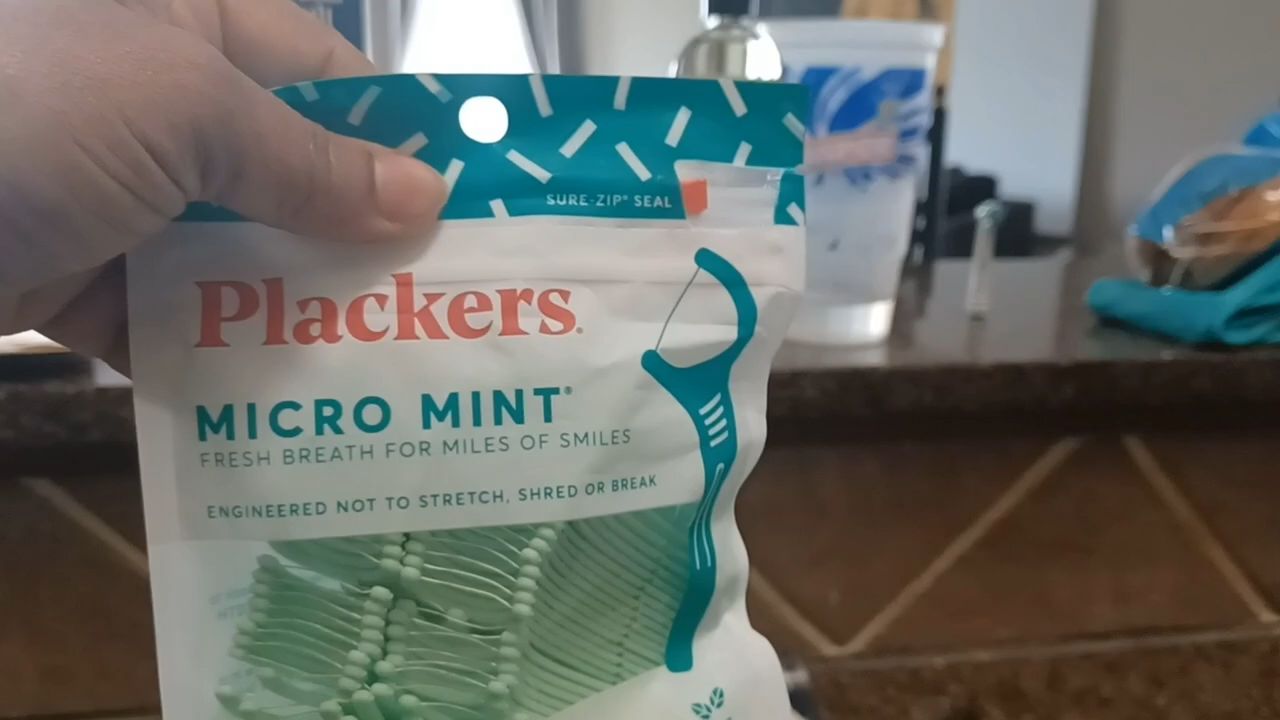 SURE-ZIP® SEAL
Plackers.
MICRO MINT®
FRESH BREATH FOR MILES OF SMILES
ENGINEERED NOT TO STRETCH, SHRED OR BREAK